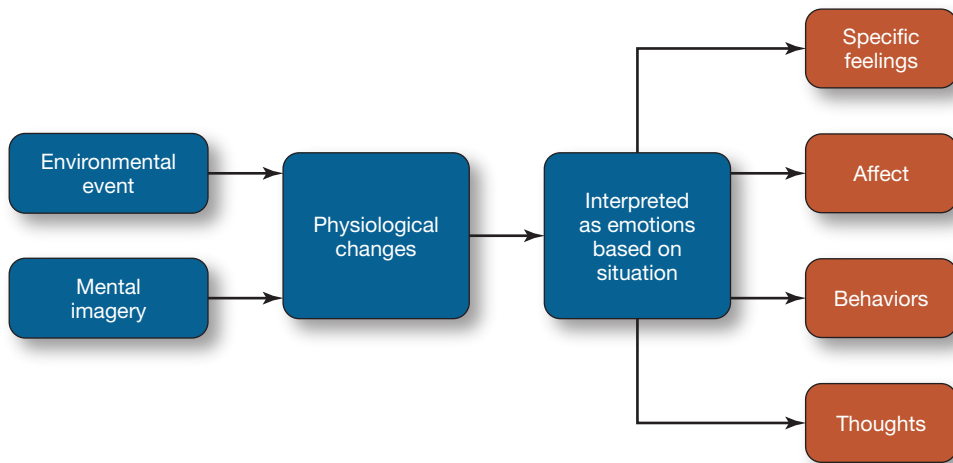 Environmental
event
Mental
imagery
Physiological
changes
Interpreted
as emotions
based on
situation
Specific
feelings
Affect
Behaviors
Thoughts